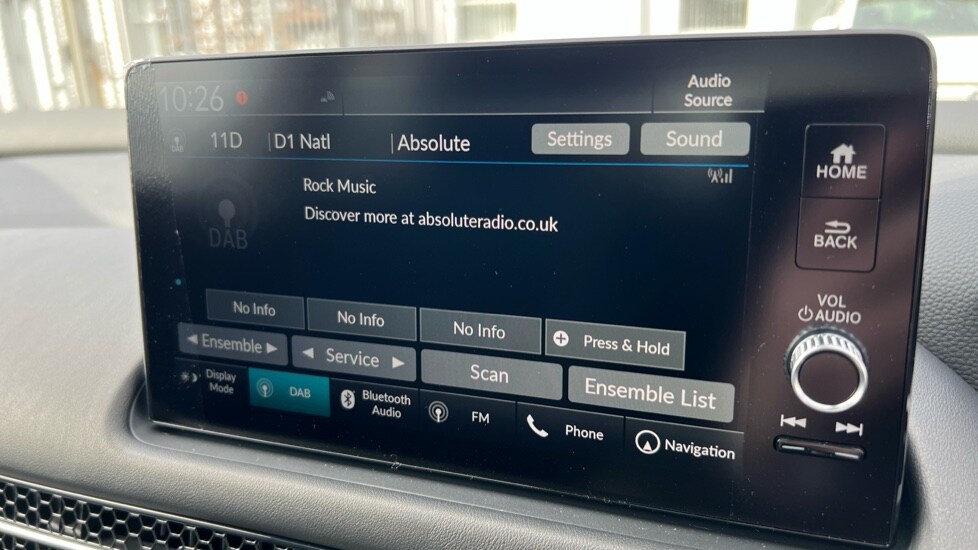 10:26
Audio
Source
11D
D1 Natl
Absolute
Settings
Sound
HOME
Rock Music
Discover more at absoluteradio.co.uk
DAB
BACK
VOL
AUDIO
No Info
No Info
No Info
Press & Hold
Ensemble
Service
Scan
Ensemble List
Display
Mode
DAB
Bluetooth
Audio
FM
Phone
Navigation